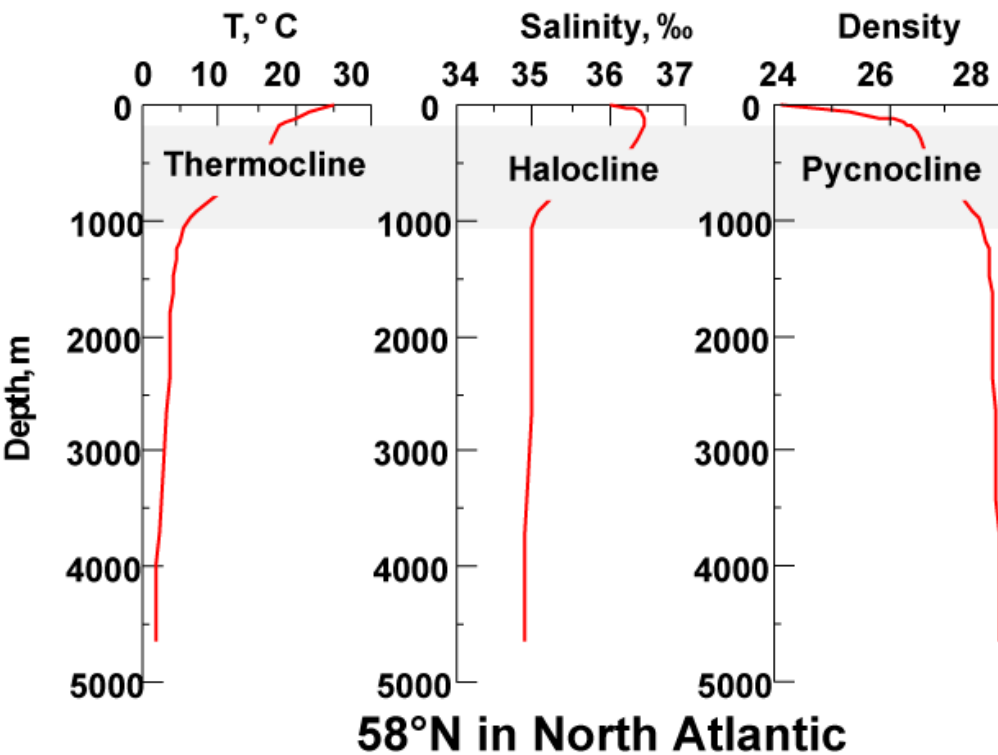 T,° C Salinity, ‰ Density
0 10 20 30 34 35 36 37 24 26 28
0 0 0
Thermocline Halocline Pycnocline
1000 1000 1000
2000 2000 2000
Depth, m
3000 3000 3000
4000 4000 4000
5000 5000 5000
58°N in North Atlantic